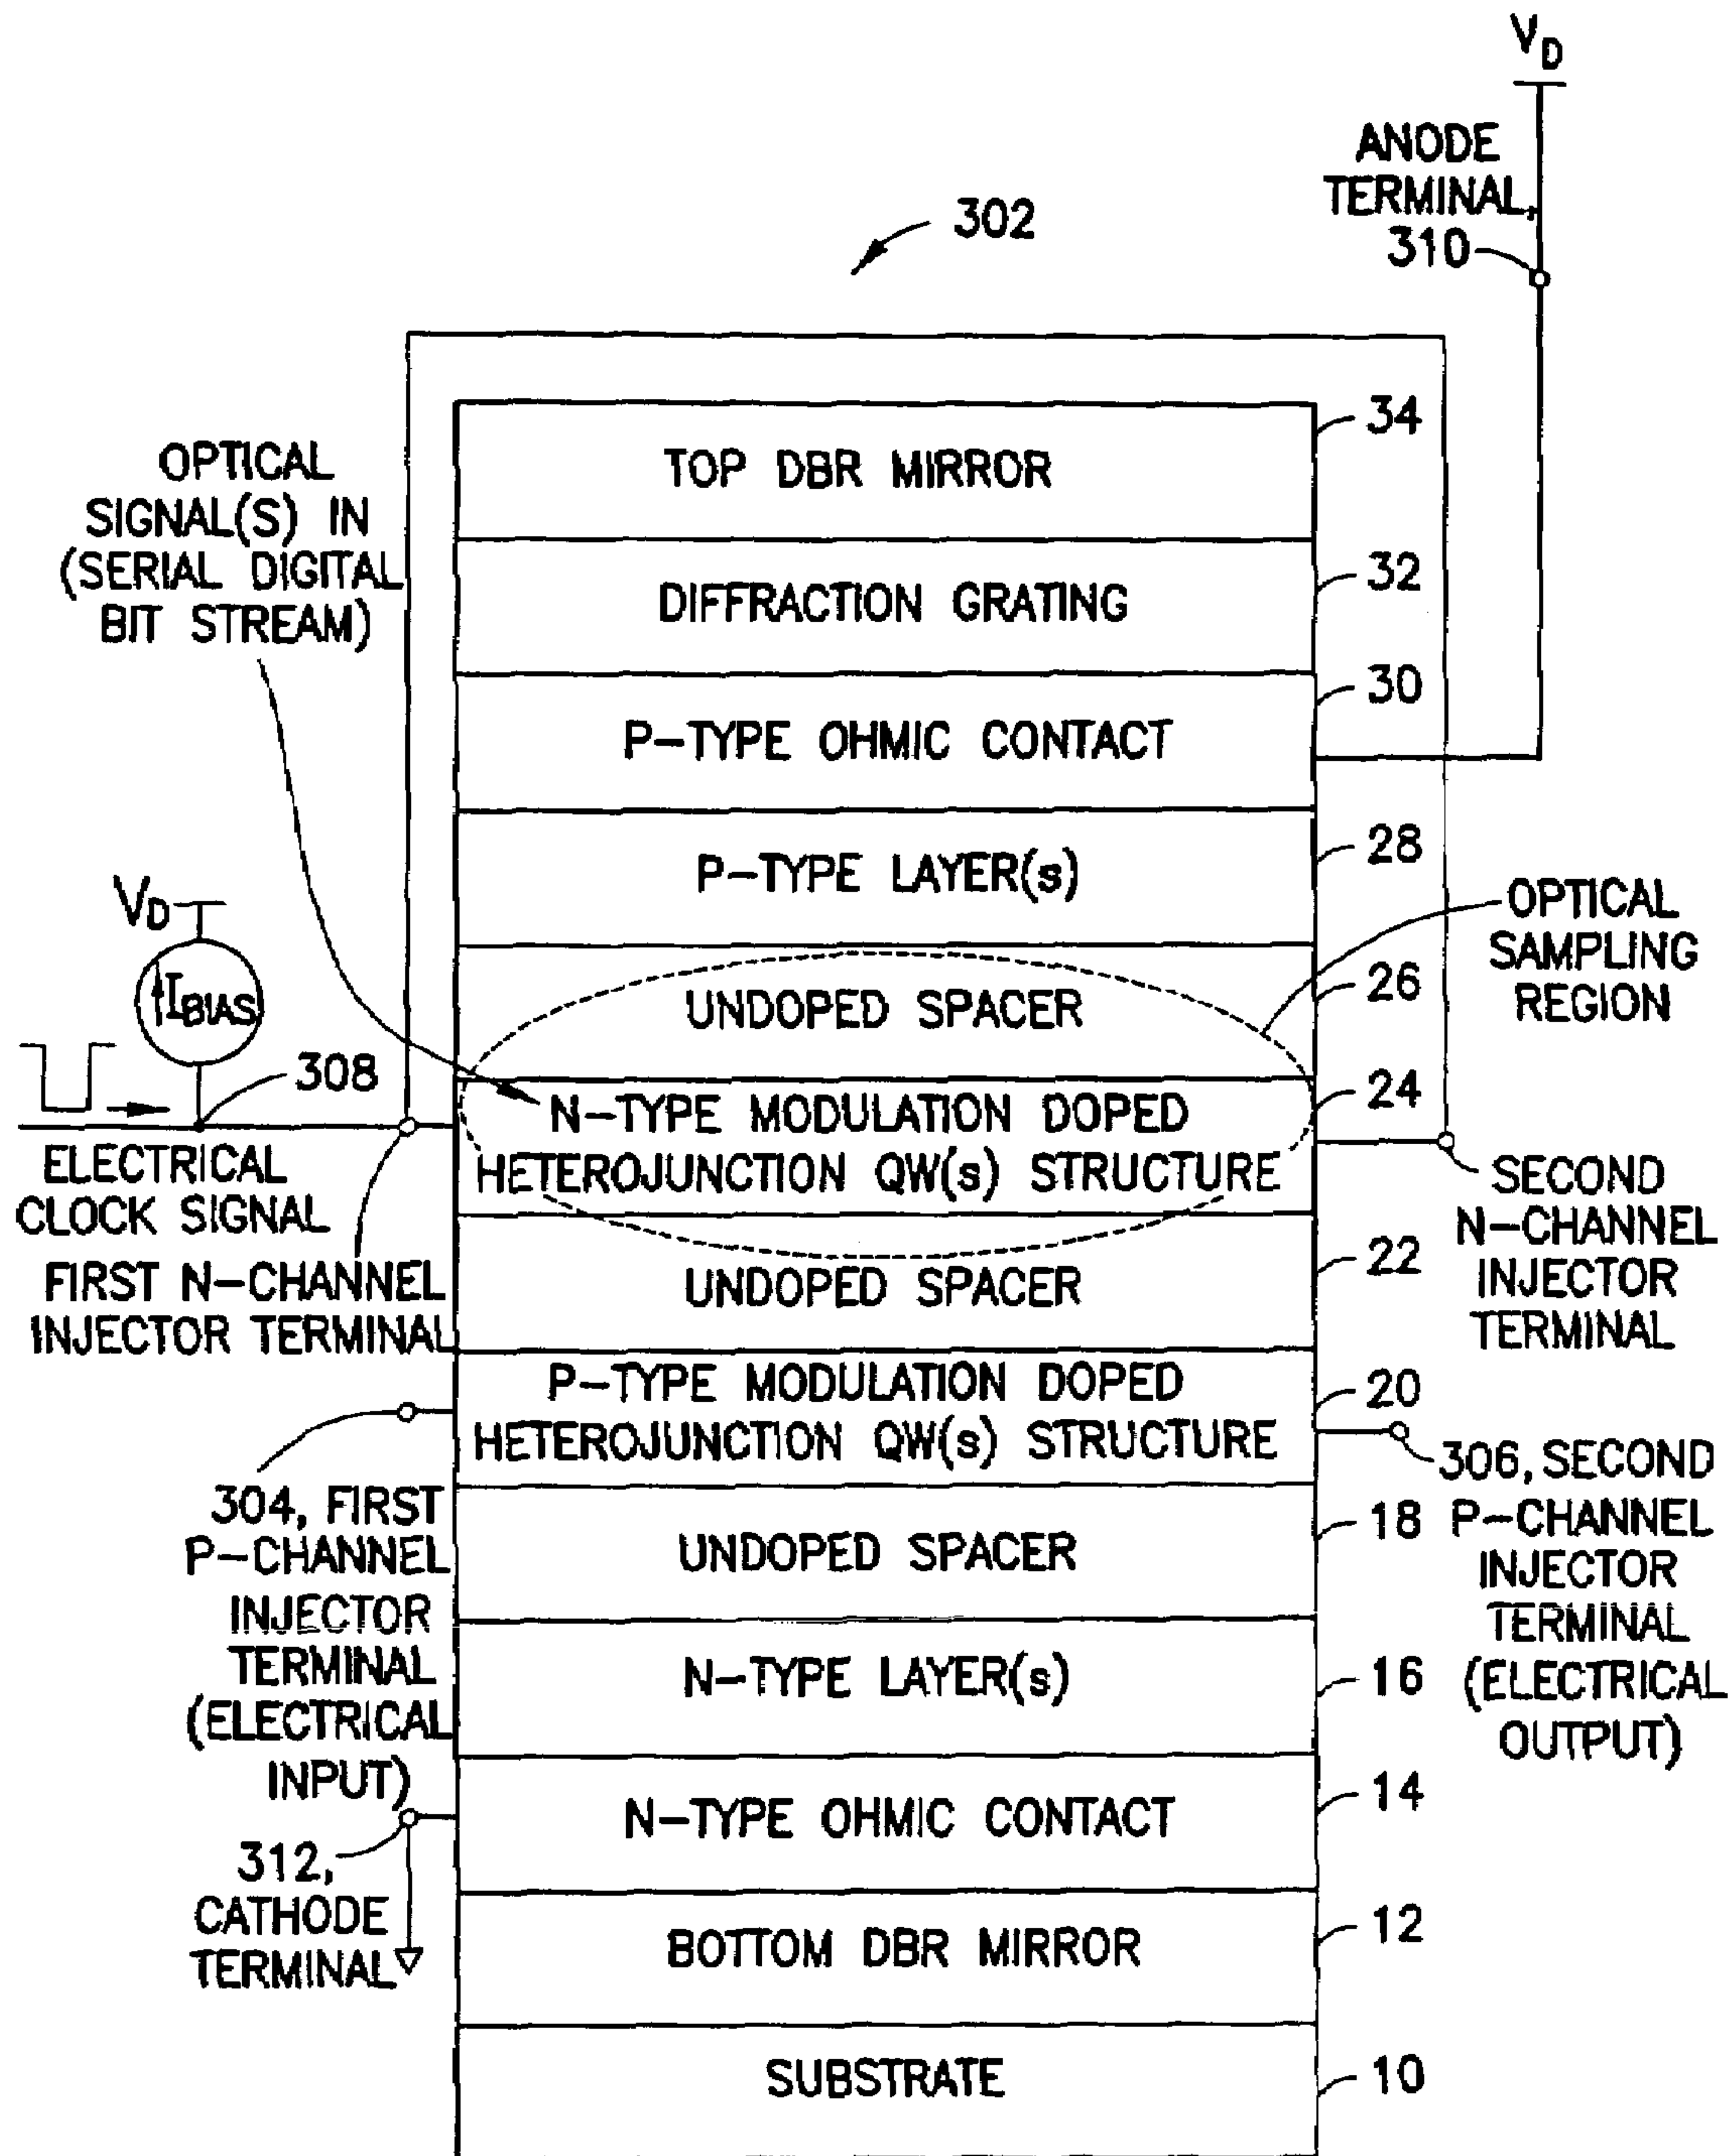 V_D
ANODE
TERMINAL
310
302
34
TOP DBR MIRROR
OPTICAL
SIGNAL(S) IN
(SERIAL DIGITAL
BIT STREAM)
32
DIFFRACTION GRATING
30
P-TYPE OHMIC CONTACT
28
P-TYPE LAYER(s)
V_D
I_BIAS
OPTICAL
SAMPLING
REGION
26
UNDOPED SPACER
308
24
N-TYPE MODULATION DOPED
HETEROJUNCTION QW(s) STRUCTURE
ELECTRICAL
CLOCK SIGNAL
FIRST N-CHANNEL
INJECTOR TERMINAL
SECOND
N-CHANNEL
INJECTOR
TERMINAL
22
UNDOPED SPACER
20
P-TYPE MODULATION DOPED
HETEROJUNCTION QW(s) STRUCTURE
304, FIRST
P-CHANNEL
INJECTOR
TERMINAL
(ELECTRICAL
INPUT)
306, SECOND
P-CHANNEL
INJECTOR
TERMINAL
(ELECTRICAL
OUTPUT)
18
UNDOPED SPACER
16
N-TYPE LAYER(s)
14
N-TYPE OHMIC CONTACT
312,
CATHODE
TERMINAL
12
BOTTOM DBR MIRROR
10
SUBSTRATE